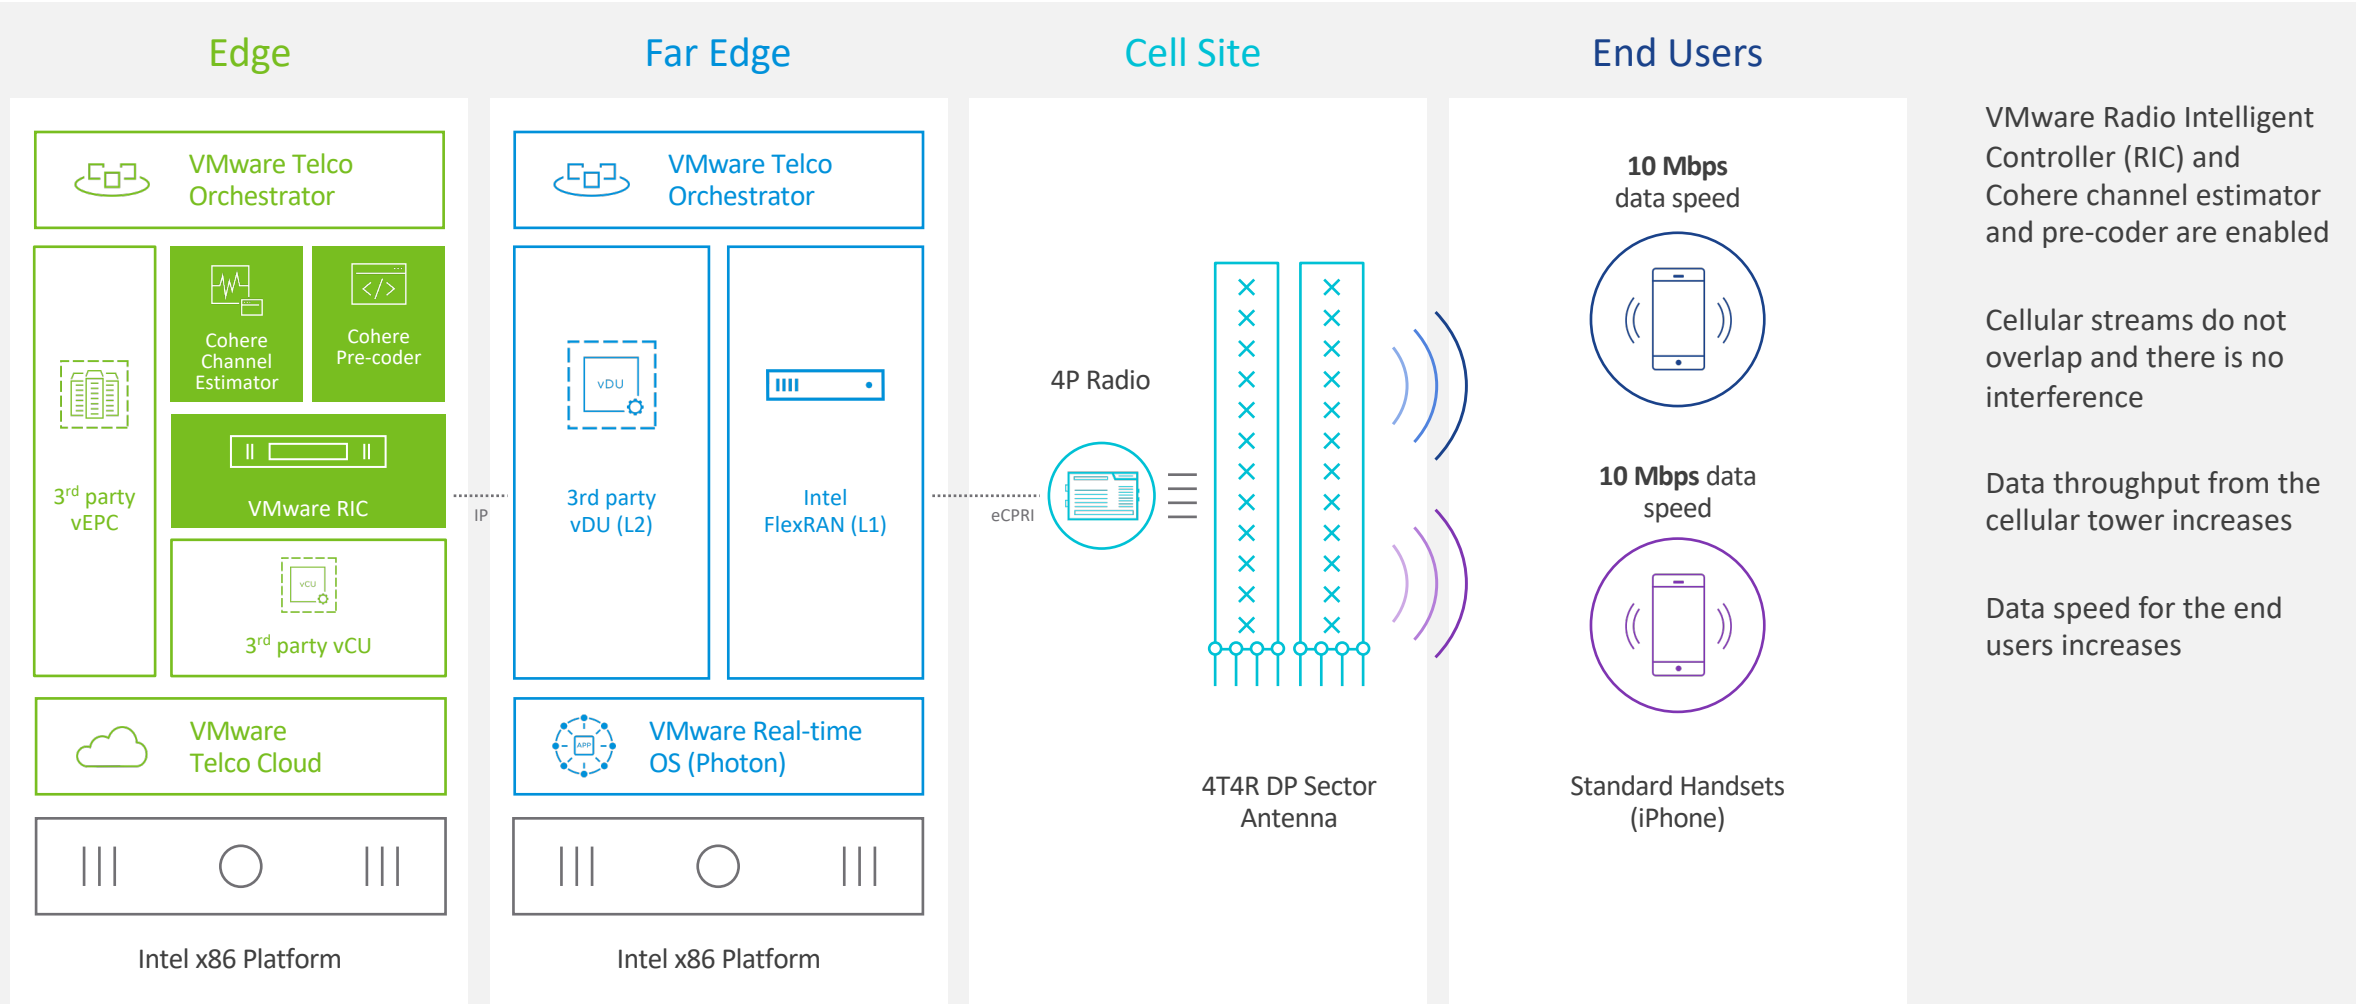 Edge
VMware Telco
Orchestrator
Cohere
Channel
Estimator
Cohere
Pre-coder
3rd party
vEPC
VMware RIC
vCU
3rd party vCU
VMware
Telco Cloud
Intel x86 Platform
IP
Far Edge
VMware Telco
Orchestrator
vDU
3rd party
vDU (L2)
Intel
FlexRAN (L1)
APP
VMware Real-time
OS (Photon)
Intel x86 Platform
eCPRI
Cell Site
4P Radio
4T4R DP Sector
Antenna
End Users
10 Mbps
data speed
10 Mbps data
speed
Standard Handsets
(iPhone)
VMware Radio Intelligent
Controller (RIC) and
Cohere channel estimator
and pre-coder are enabled
Cellular streams do not
overlap and there is no
interference
Data throughput from the
cellular tower increases
Data speed for the end
users increases